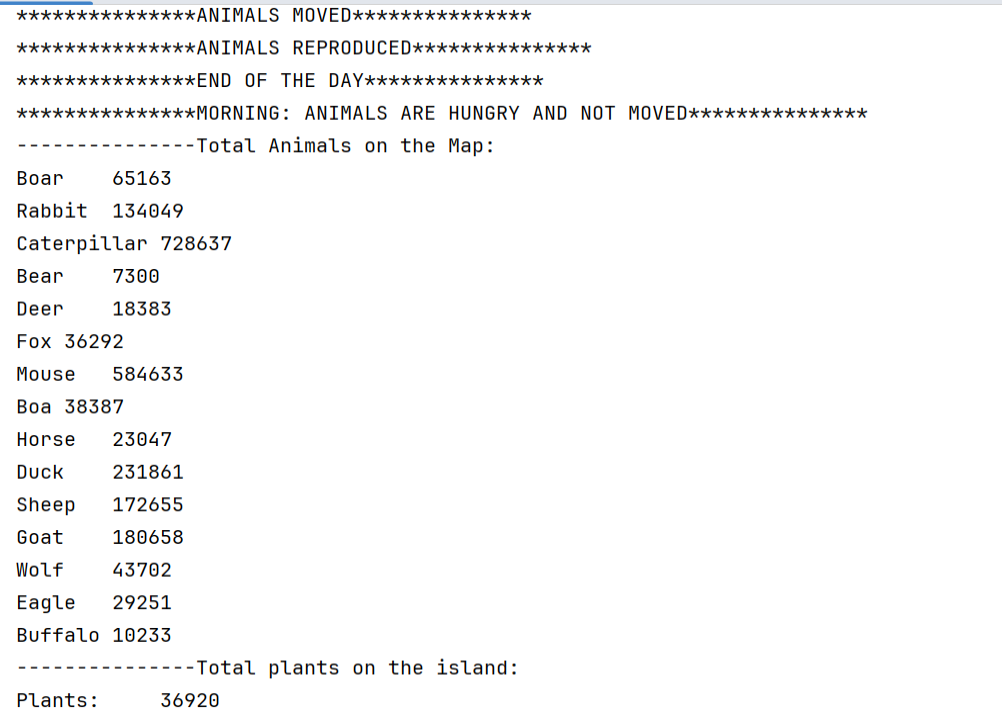 ***************ANIMALS MOVED***************
***************ANIMALS REPRODUCED***************
***************END OF THE DAY***************
***************MORNING: ANIMALS ARE HUNGRY AND NOT MOVED***************
---------------Total Animals on the Map:
Boar    65163
Rabbit  134049
Caterpillar 728637
Bear    7300
Deer    18383
Fox 36292
Mouse   584633
Boa 38387
Horse   23047
Duck    231861
Sheep   172655
Goat    180658
Wolf    43702
Eagle   29251
Buffalo 10233
---------------Total plants on the island:
Plants:     36920